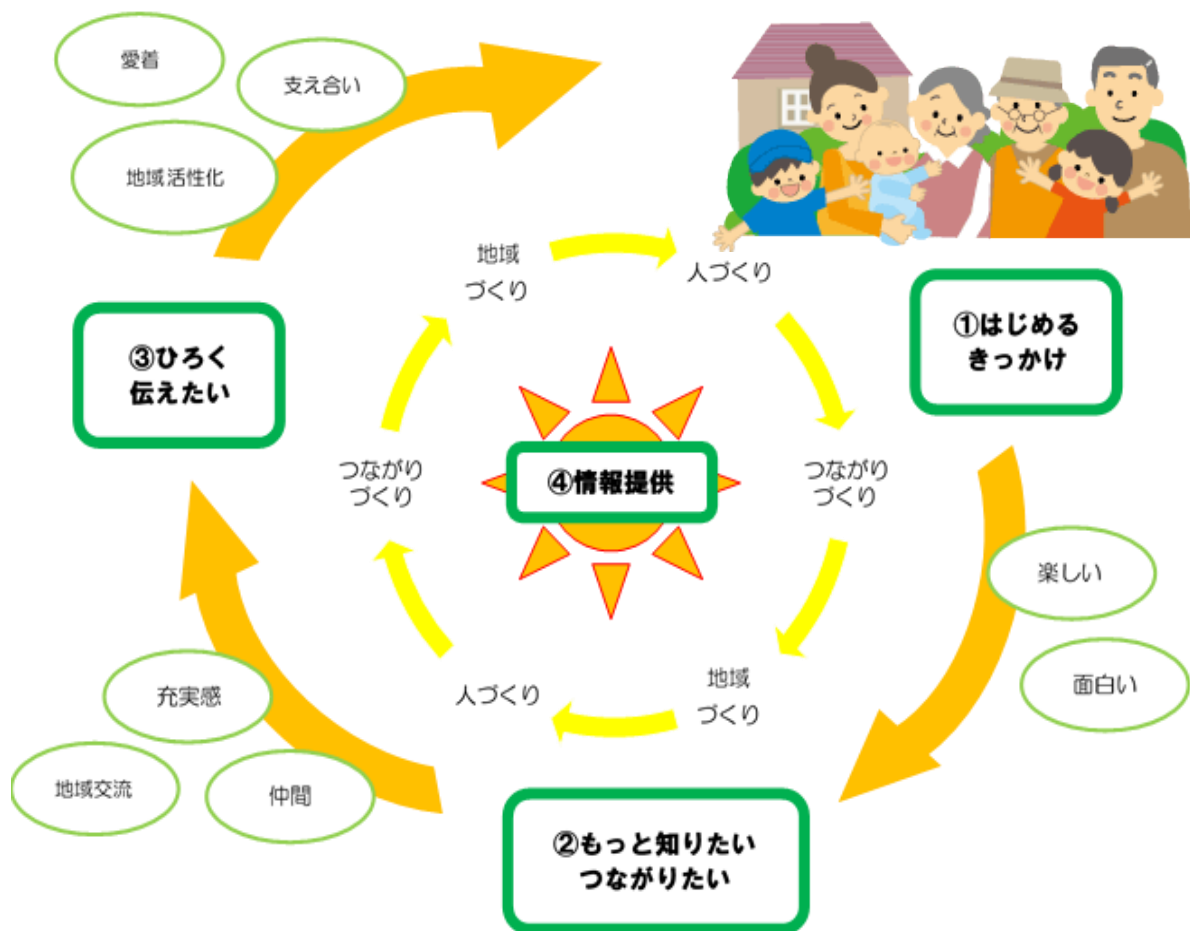 愛着
支え合い
地域活性化
地域
づくり
人づくり
①はじめる
きっかけ
③ひろく
伝えたい
つながり
づくり
④情報提供
つながり
づくり
楽しい
面白い
人づくり
地域
づくり
充実感
地域交流
仲間
②もっと知りたい
つながりたい